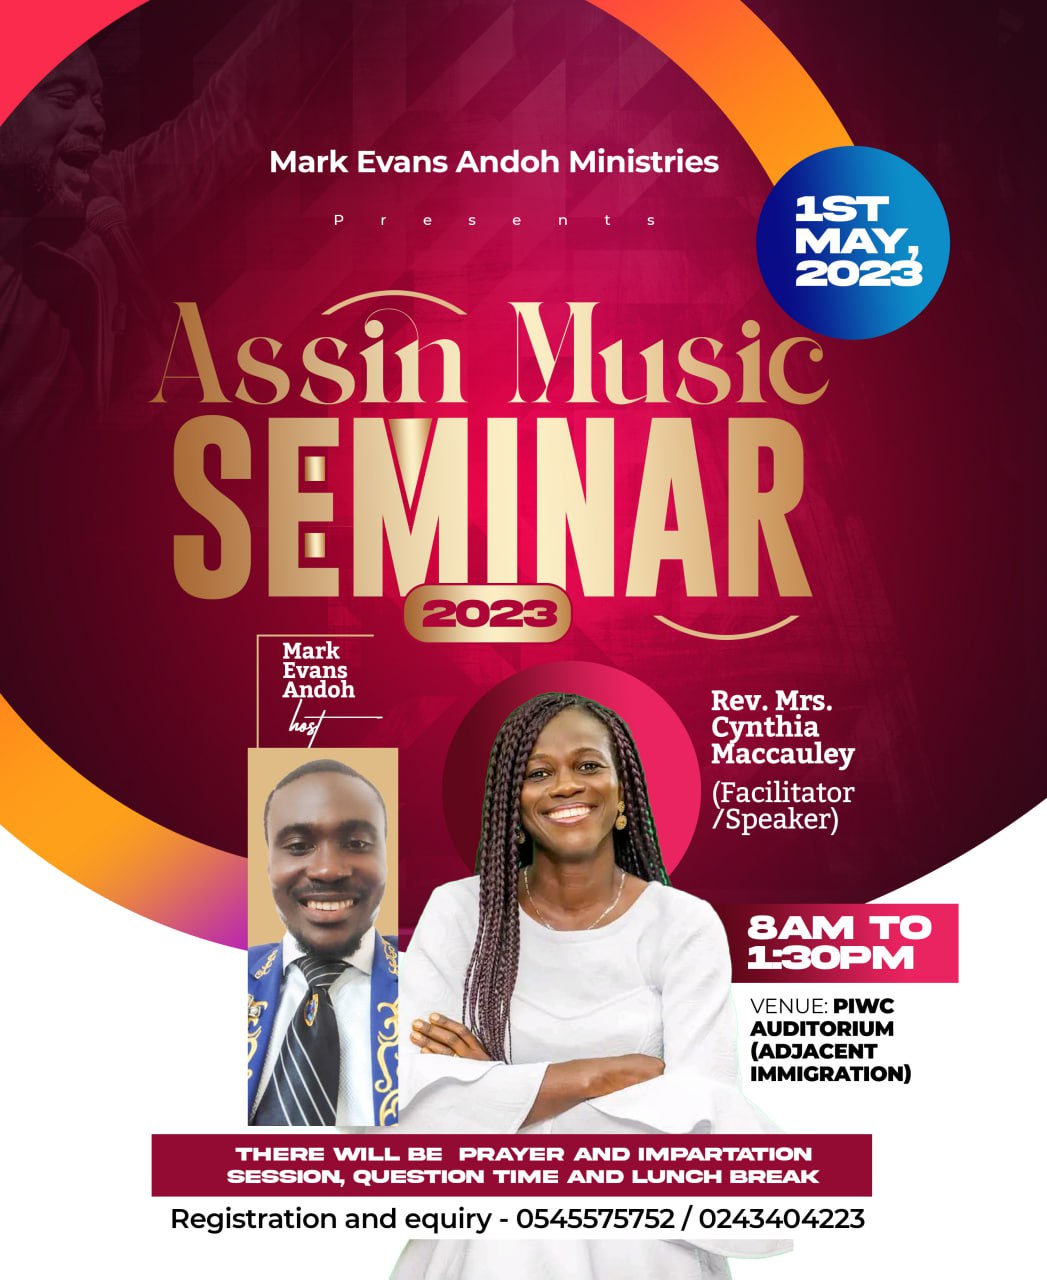 Mark Evans Andoh Ministries
Presents
1ST
MAY,
2023
Assin Music
SEMINAR
2023
Mark
Evans
Andoh
host
Rev. Mrs.
Cynthia
Maccauley
(Facilitator
/Speaker)
8AM TO
1:30PM
VENUE: PIWC
AUDITORIUM
(ADJACENT
IMMIGRATION)
THERE WILL BE PRAYER AND IMPARTATION
SESSION, QUESTION TIME AND LUNCH BREAK
Registration and equiry - 0545575752 / 0243404223